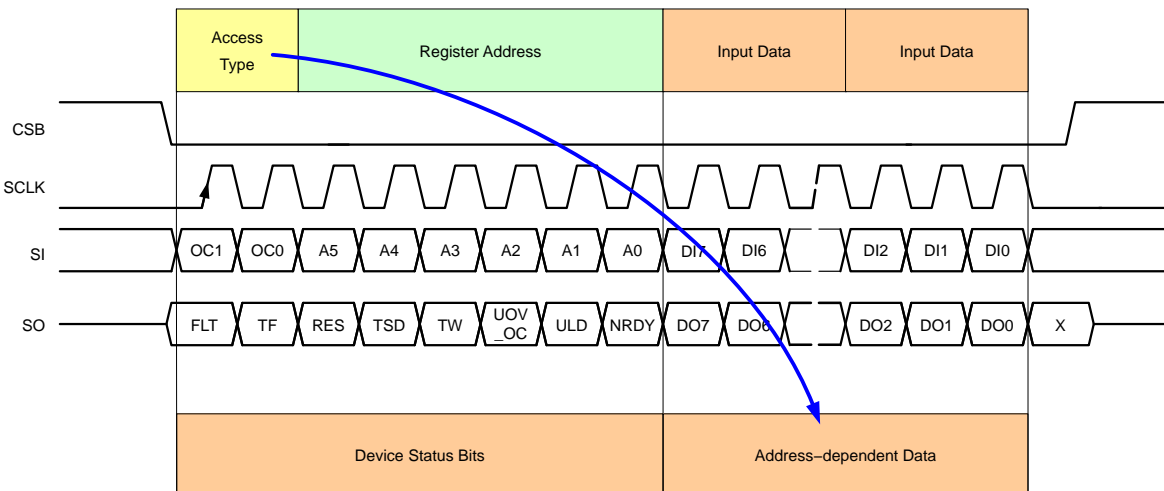 Access
Type
Register Address
Input Data
Input Data
CSB
SCLK
SI
OC1 OC0 A5 A4 A3 A2 A1 A0 DI7 DI6 DI2 DI1 DI0
SO
FLT TF RES TSD TW UOV
_OC ULD NRDY DO7 DO6 DO2 DO1 DO0 X
Device Status Bits
Address−dependent Data